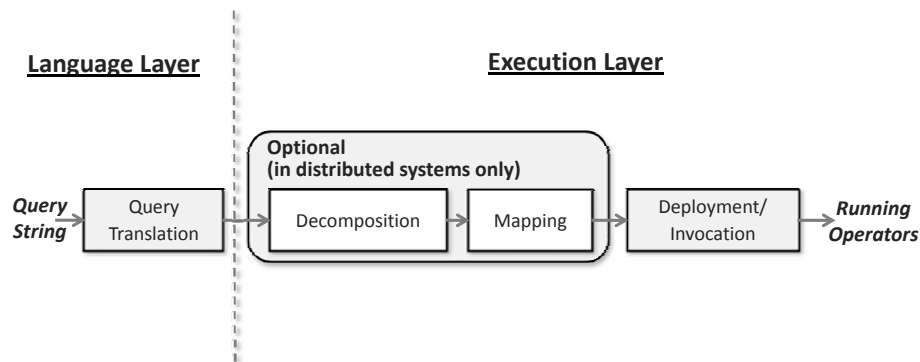 Language Layer
Execution Layer
Optional
(in distributed systems only)
Query
String
Query
Translation
Decomposition
Mapping
Deployment/
Invocation
Running
Operators